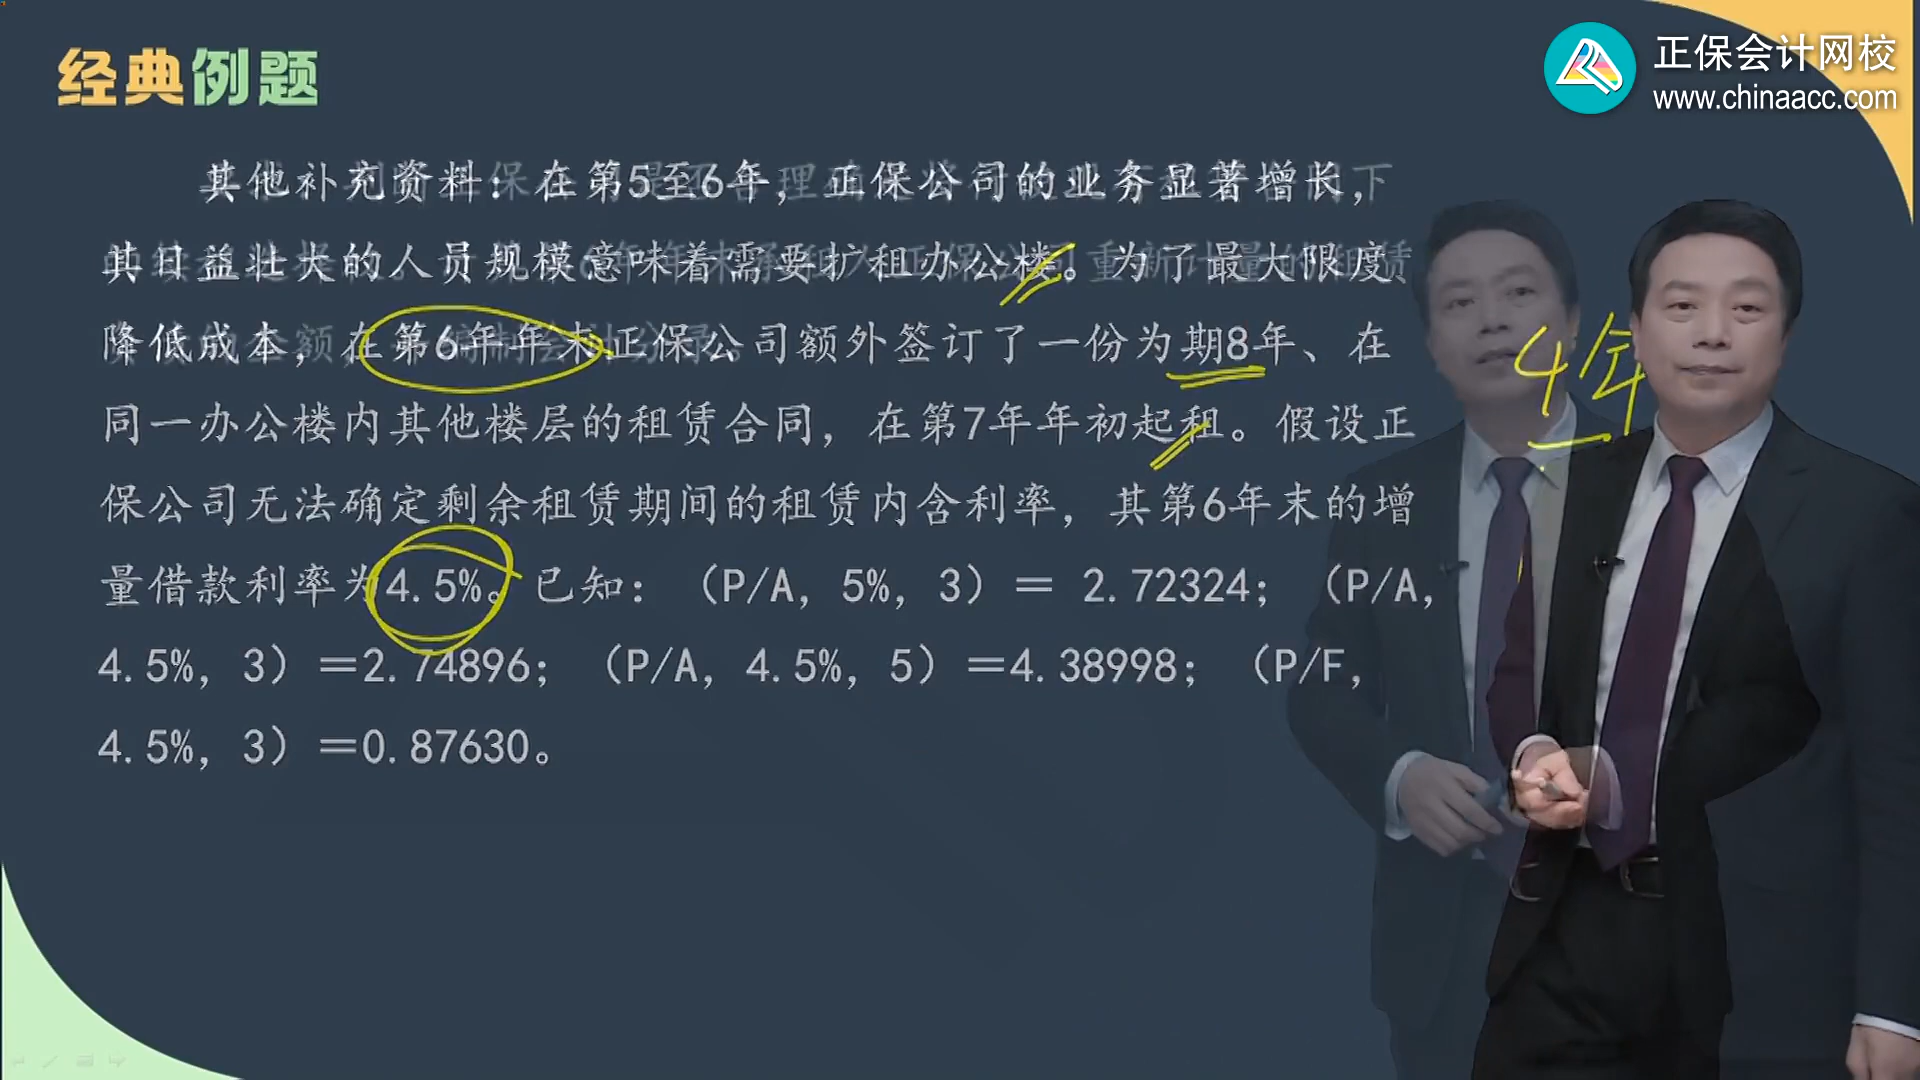 经典例题
正保会计网校
www.chinaacc.com
其他补充资料：在第5至6年，正保公司的业务显著增长，
其日益壮大的人员规模意味着需要扩租办公楼。为了最大限度
降低成本，在第6年年末正保公司额外签订了一份为期8年、在
同一办公楼内其他楼层的租赁合同，在第7年年初起租。假设正
保公司无法确定剩余租赁期间的租赁内含利率，其第6年末的增
量借款利率为4.5%。已知：（P/A，5%，3）＝ 2.72324；（P/A，
4.5%，3）＝2.74896；（P/A，4.5%，5）＝4.38998；（P/F，
4.5%，3）＝0.87630。
4年